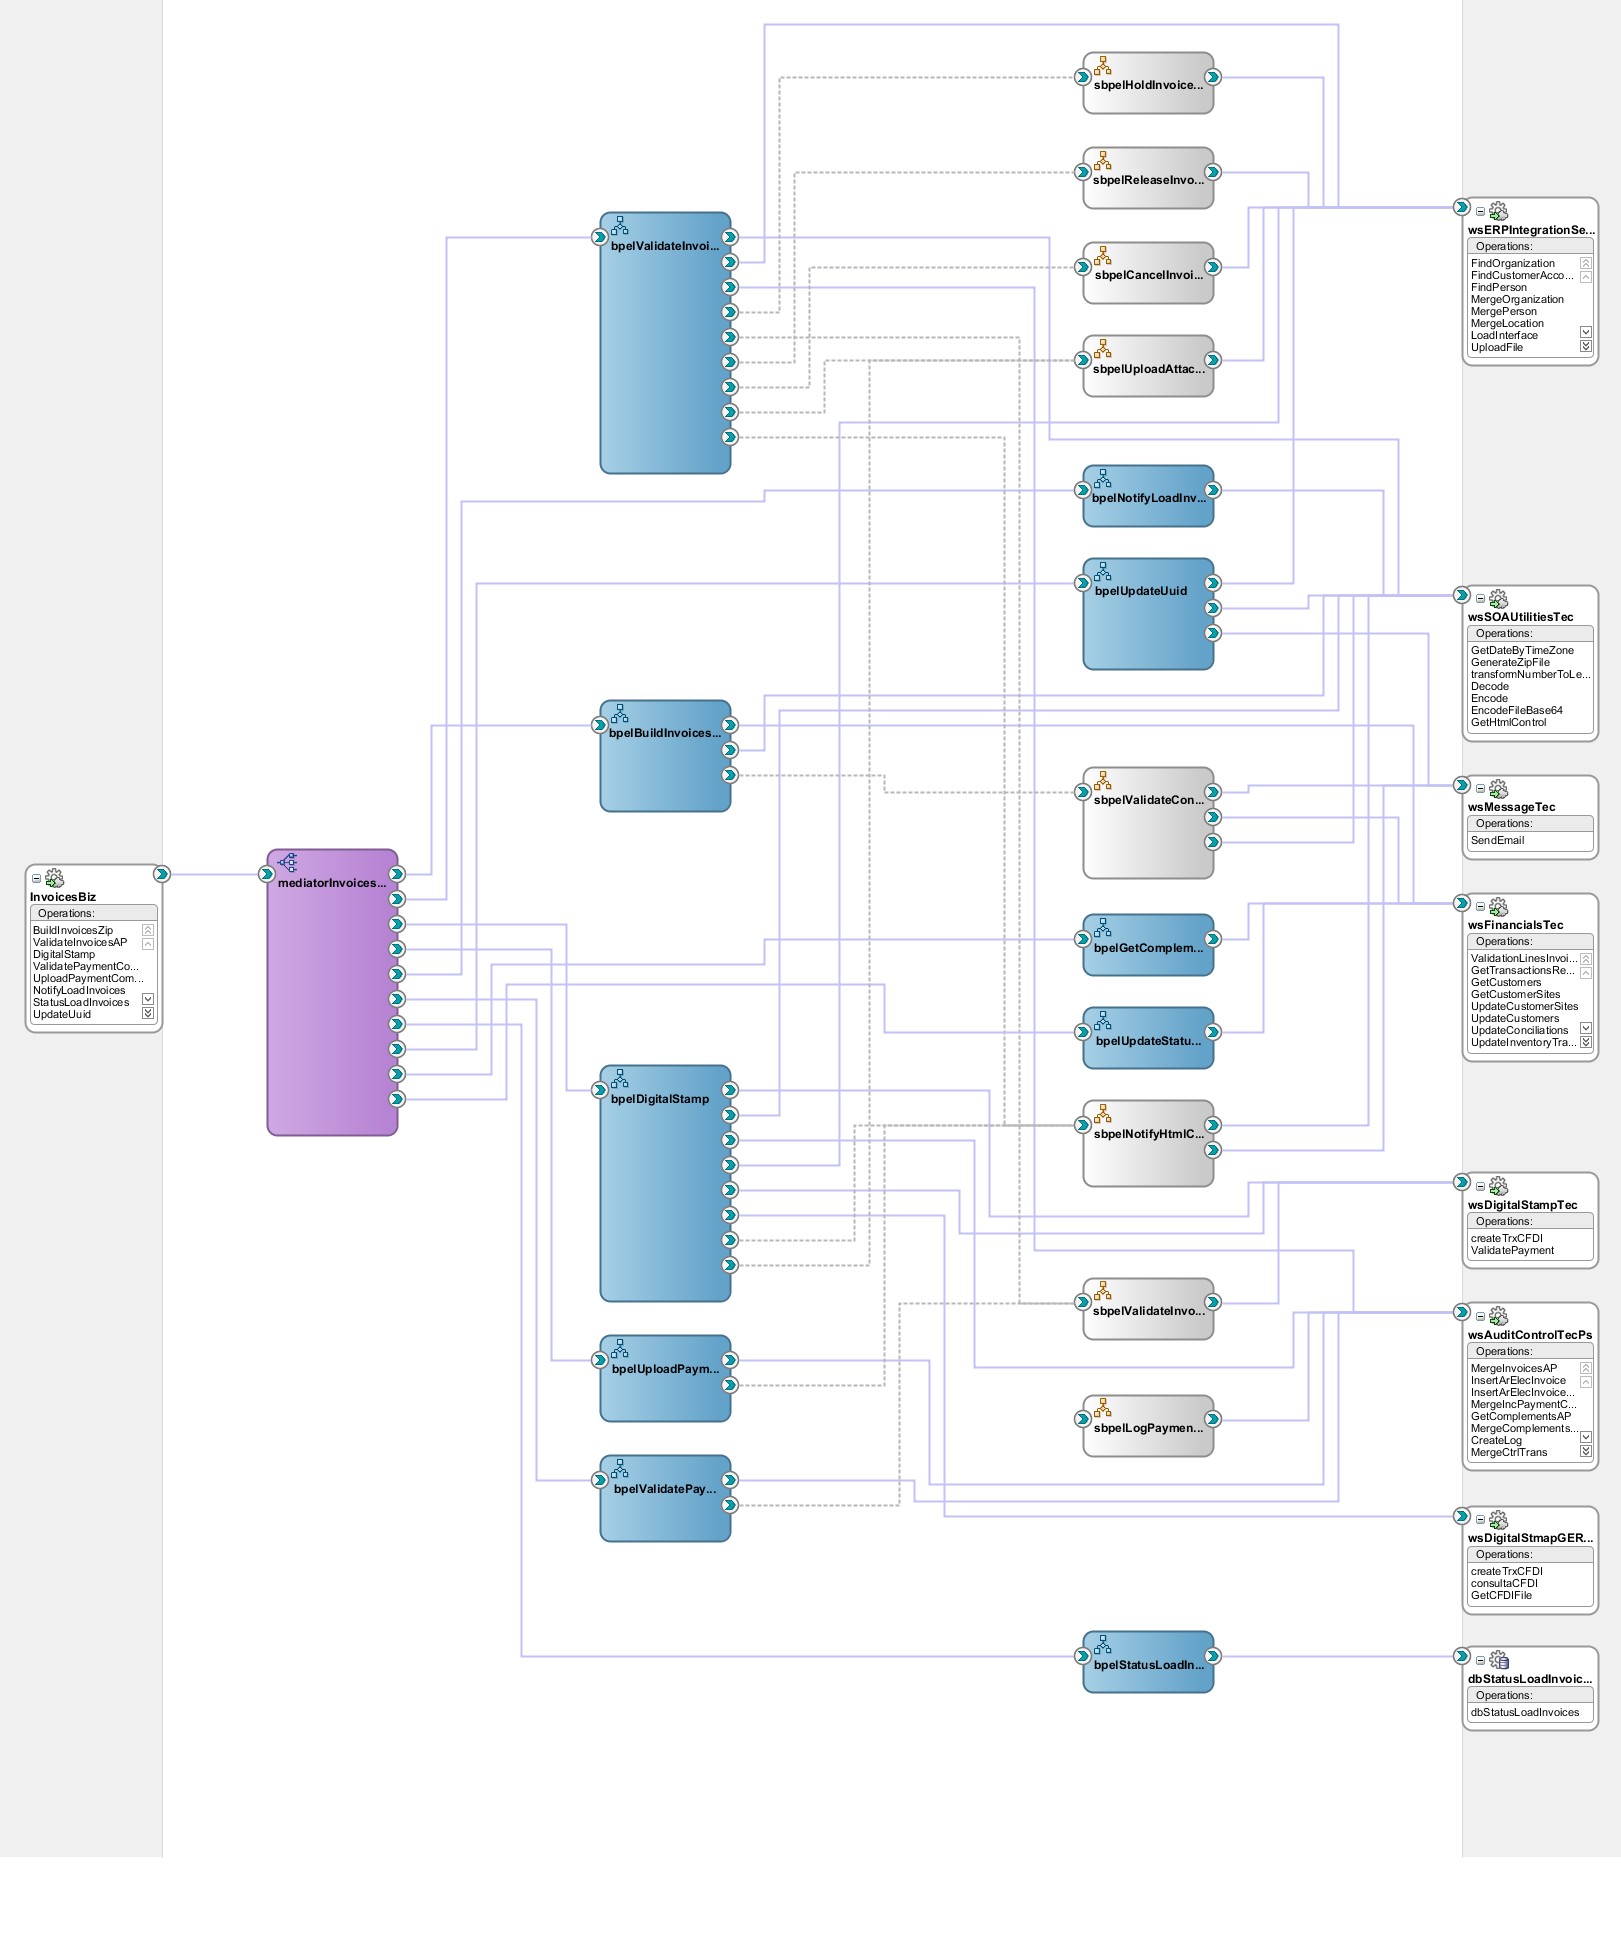 InvoicesBiz
Operations:
BuildInvoicesZip
ValidateInvoicesAP
DigitalStamp
ValidatePaymentCo...
UploadPaymentCom...
NotifyLoadInvoices
StatusLoadInvoices
UpdateUuid
mediatorInvoices...
bpelValidateInvoi...
bpelBuildInvoices...
bpelDigitalStamp
bpelUploadPaym...
bpelValidatePay...
sbpelHoldInvoice...
sbpelReleaseInvo...
sbpelCancelInvoi...
sbpelUploadAttac...
bpelNotifyLoadInv...
bpelUpdateUuid
sbpelValidateCon...
bpelGetComplem...
bpelUpdateStatu...
sbpelNotifyHtmlC...
sbpelValidateInvo...
sbpelLogPaymen...
bpelStatusLoadIn...
wsERPIntegrationSe...
Operations:
FindOrganization
FindCustomerAcco...
FindPerson
MergeOrganization
MergePerson
MergeLocation
LoadInterface
UploadFile
wsSOAUtilitiesTec
Operations:
GetDateByTimeZone
GenerateZipFile
transformNumberToLe...
Decode
Encode
EncodeFileBase64
GetHtmlControl
wsMessageTec
Operations:
SendEmail
wsFinancialsTec
Operations:
ValidationLinesInvoi...
GetTransactionsRe...
GetCustomers
GetCustomerSites
UpdateCustomerSites
UpdateCustomers
UpdateConciliations
UpdateInventoryTra...
wsDigitalStampTec
Operations:
createTrxCFDI
ValidatePayment
wsAuditControlTecPs
Operations:
MergeInvoicesAP
InsertArElecInvoice
InsertArElecInvoice...
MergeIncPaymentC...
GetComplementsAP
MergeComplements...
CreateLog
MergeCtrlTrans
wsDigitalStmapGER...
Operations:
createTrxCFDI
consultaCFDI
GetCFDIFile
dbStatusLoadInvoic...
Operations:
dbStatusLoadInvoices